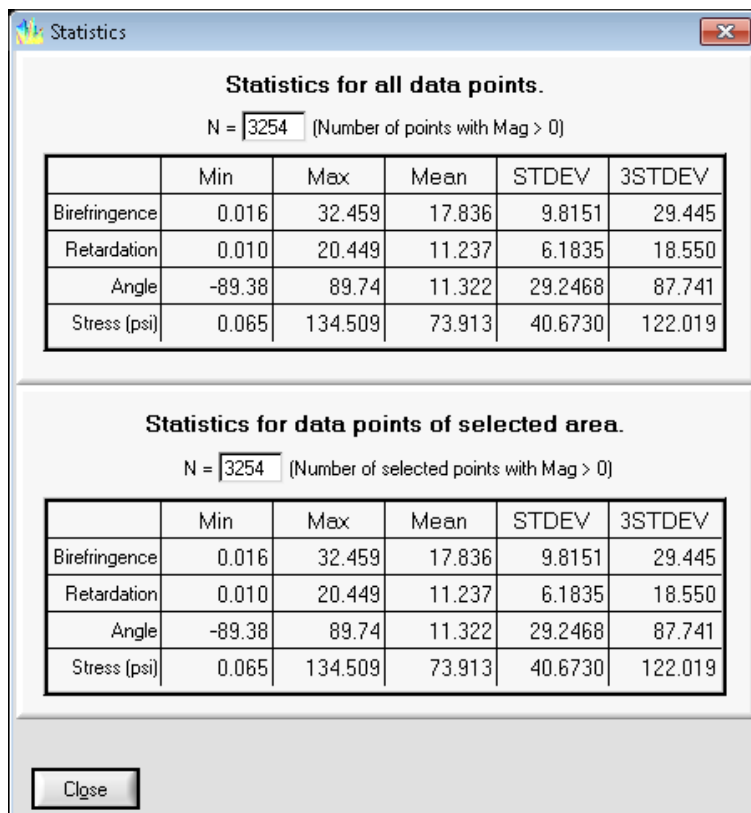 Statistics
Statistics for all data points.
N = 3254 (Number of points with Mag > 0)
Min Max Mean STDEV 3STDEV
Birefringence 0.016 32.459 17.836 9.8151 29.445
Retardation 0.010 20.449 11.237 6.1835 18.550
Angle -89.38 89.74 11.322 29.2468 87.741
Stress (psi) 0.065 134.509 73.913 40.6730 122.019
Statistics for data points of selected area.
N = 3254 (Number of selected points with Mag > 0)
Min Max Mean STDEV 3STDEV
Birefringence 0.016 32.459 17.836 9.8151 29.445
Retardation 0.010 20.449 11.237 6.1835 18.550
Angle -89.38 89.74 11.322 29.2468 87.741
Stress (psi) 0.065 134.509 73.913 40.6730 122.019
Close